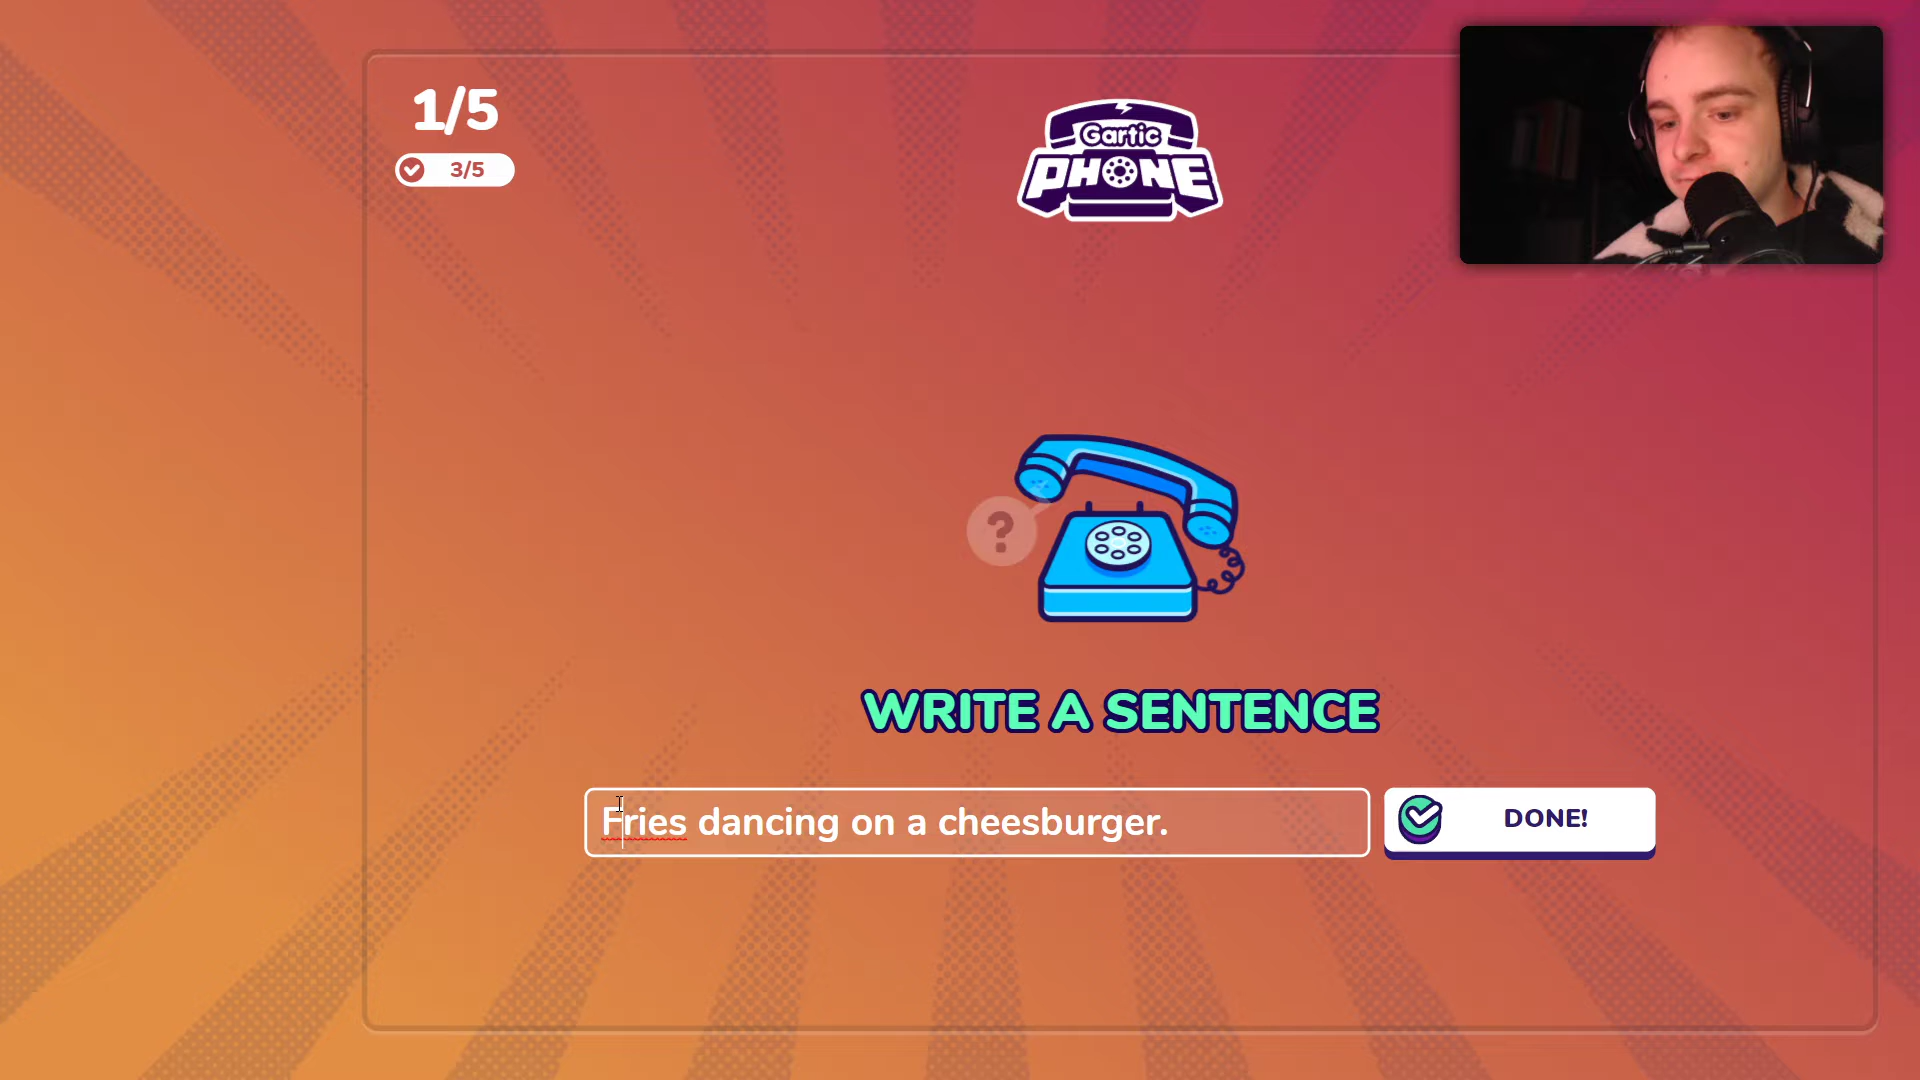 1/5
3/5
Gartic
PHONE
?
WRITE A SENTENCE
Fries dancing on a cheesburger.
DONE!